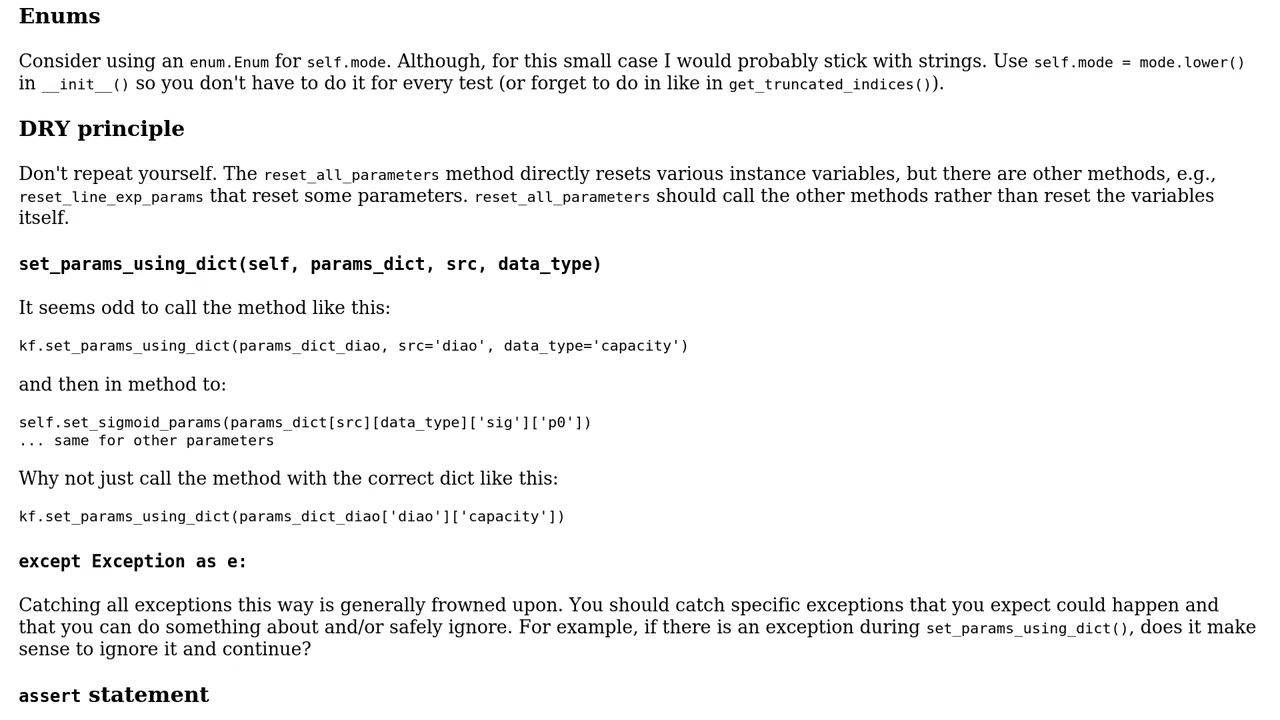 Enums
Consider using an enum.Enum for self.mode. Although, for this small case I would probably stick with strings. Use self.mode = mode.lower()
in __init__() so you don't have to do it for every test (or forget to do in like in get_truncated_indices()).
DRY principle
Don't repeat yourself. The reset_all_parameters method directly resets various instance variables, but there are other methods, e.g.,
reset_line_exp_params that reset some parameters. reset_all_parameters should call the other methods rather than reset the variables
itself.
set_params_using_dict(self, params_dict, src, data_type)
It seems odd to call the method like this:
kf.set_params_using_dict(params_dict_diao, src='diao', data_type='capacity')
and then in method to:
self.set_sigmoid_params(params_dict[src][data_type]['sig']['p0'])
... same for other parameters
Why not just call the method with the correct dict like this:
kf.set_params_using_dict(params_dict_diao['diao']['capacity'])
except Exception as e:
Catching all exceptions this way is generally frowned upon. You should catch specific exceptions that you expect could happen and
that you can do something about and/or safely ignore. For example, if there is an exception during set_params_using_dict(), does it make
sense to ignore it and continue?
assert statement